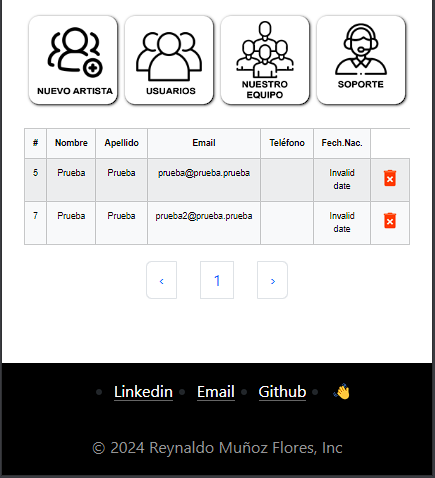 NUEVO ARTISTA USUARIOS NUESTRO EQUIPO SOPORTE
# Nombre Apellido Email Teléfono Fech.Nac.
5 Prueba Prueba prueba@prueba.prueba Invalid date
7 Prueba Prueba prueba2@prueba.prueba Invalid date
‹ 1 ›
Linkedin Email Github 👋
© 2024 Reynaldo Muñoz Flores, Inc